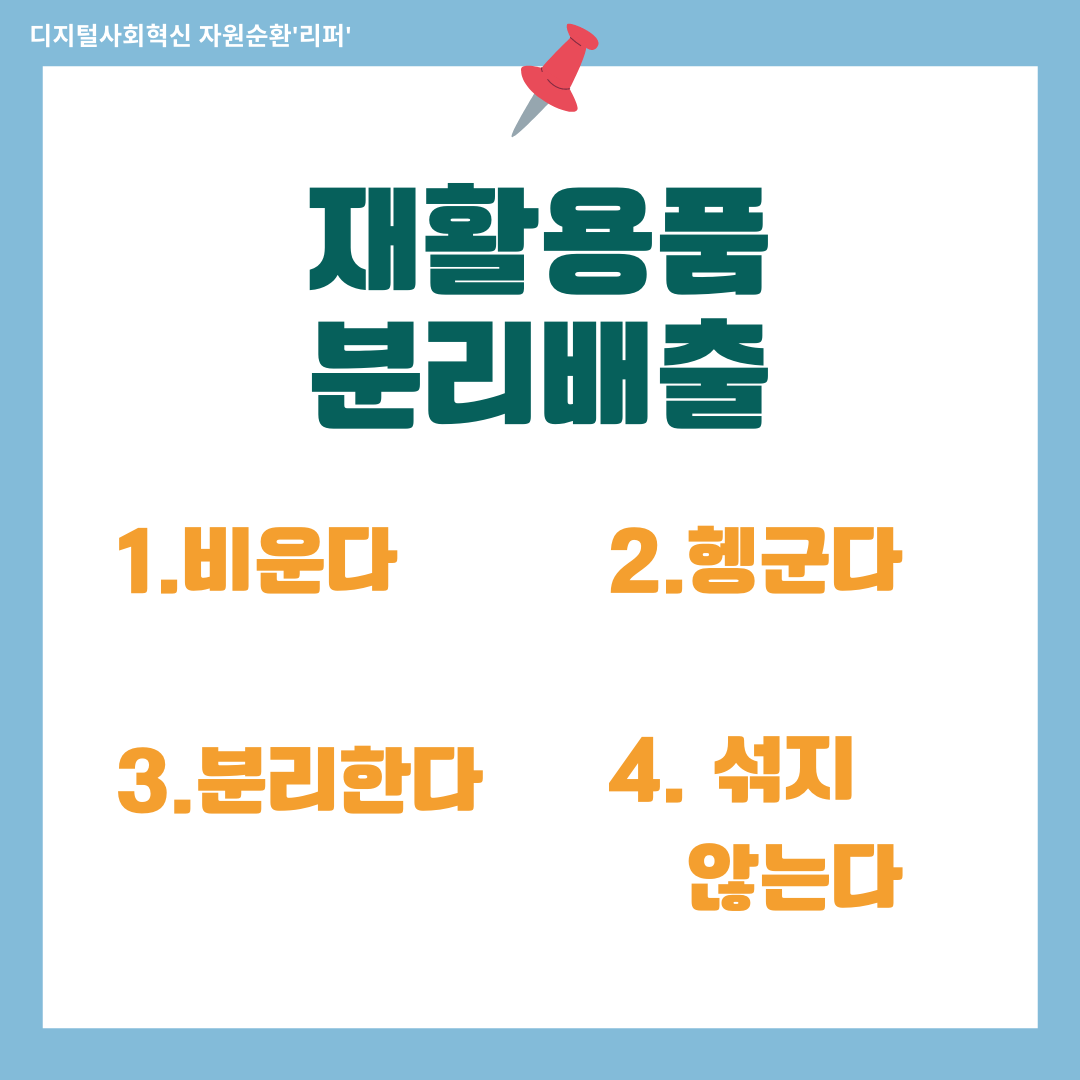 디지털사회혁신 자원순환'리퍼'
재활용품
분리배출
1.비운다
2.헹군다
3.분리한다
4. 섞지
않는다